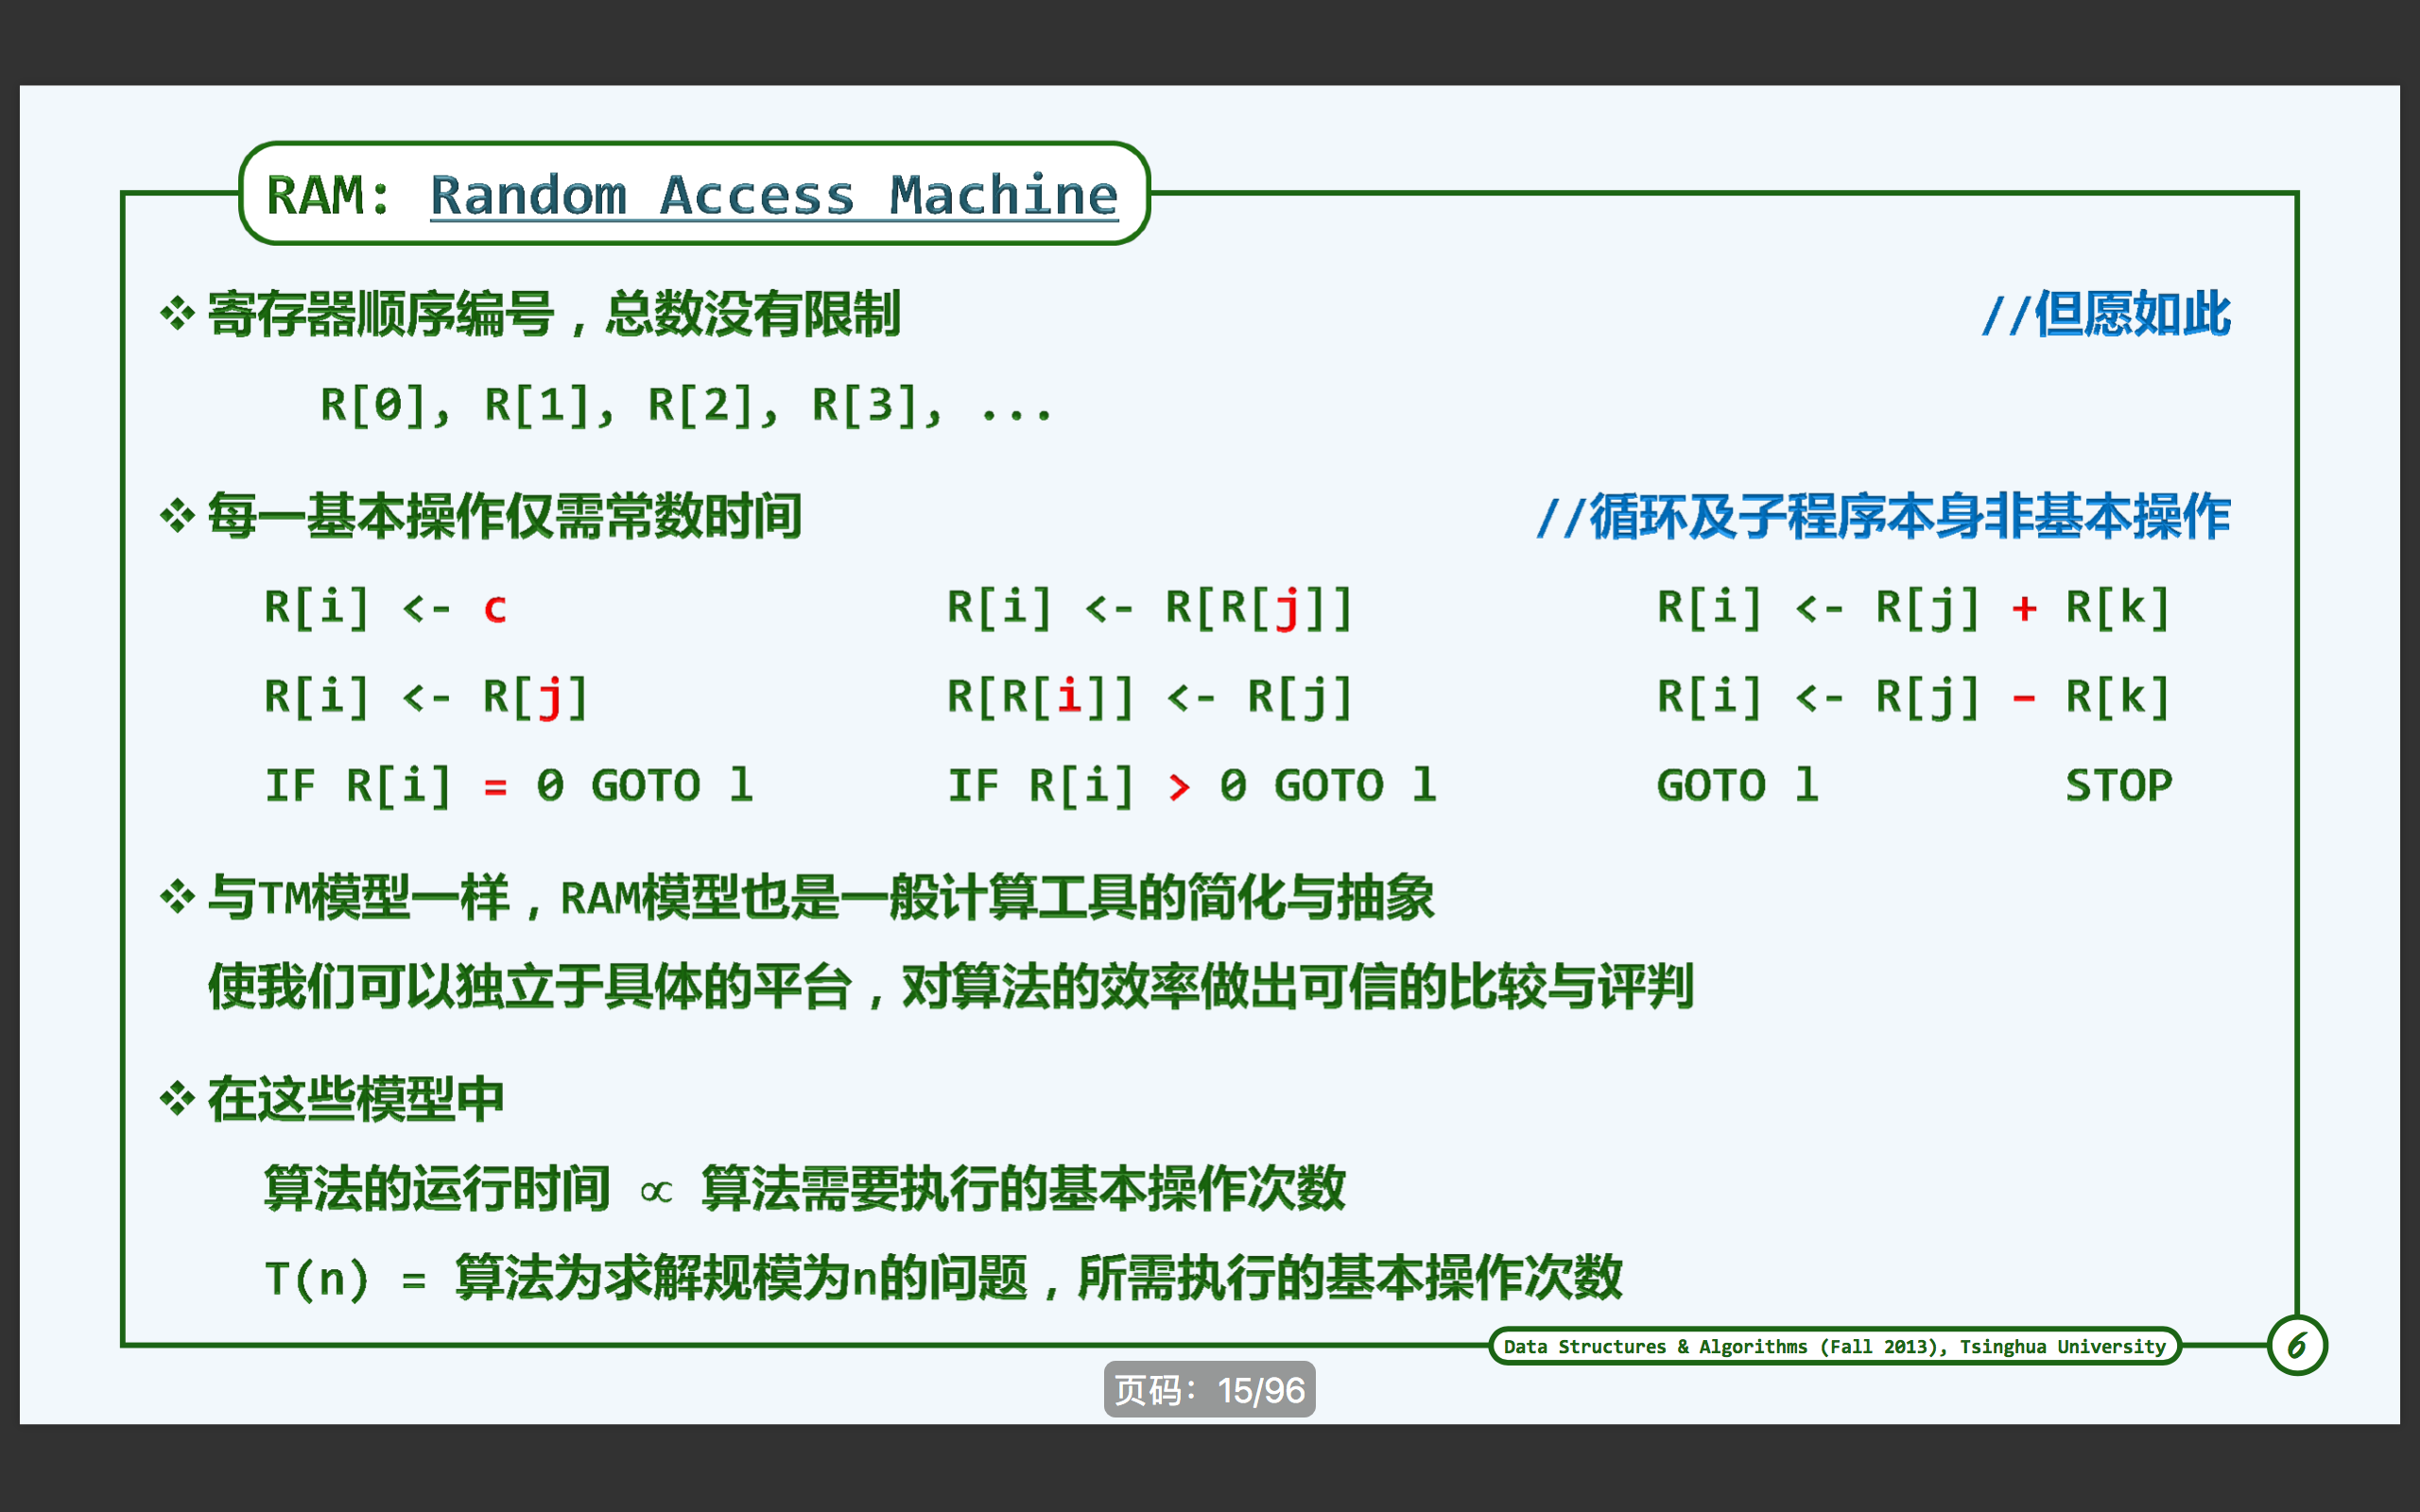 RAM: Random Access Machine
❖寄存器顺序编号，总数没有限制 //但愿如此
R[0], R[1], R[2], R[3], ...
❖每一基本操作仅需常数时间 //循环及子程序本身非基本操作
R[i] <- c R[i] <- R[R[j]] R[i] <- R[j] + R[k]
R[i] <- R[j] R[R[i]] <- R[j] R[i] <- R[j] - R[k]
IF R[i] = 0 GOTO l IF R[i] > 0 GOTO l GOTO l STOP
❖与TM模型一样，RAM模型也是一般计算工具的简化与抽象
使我们可以独立于具体的平台，对算法的效率做出可信的比较与评判
❖在这些模型中
算法的运行时间 ∝ 算法需要执行的基本操作次数
T(n) = 算法为求解规模为n的问题，所需执行的基本操作次数
Data Structures & Algorithms (Fall 2013), Tsinghua University 6
页码：15/96